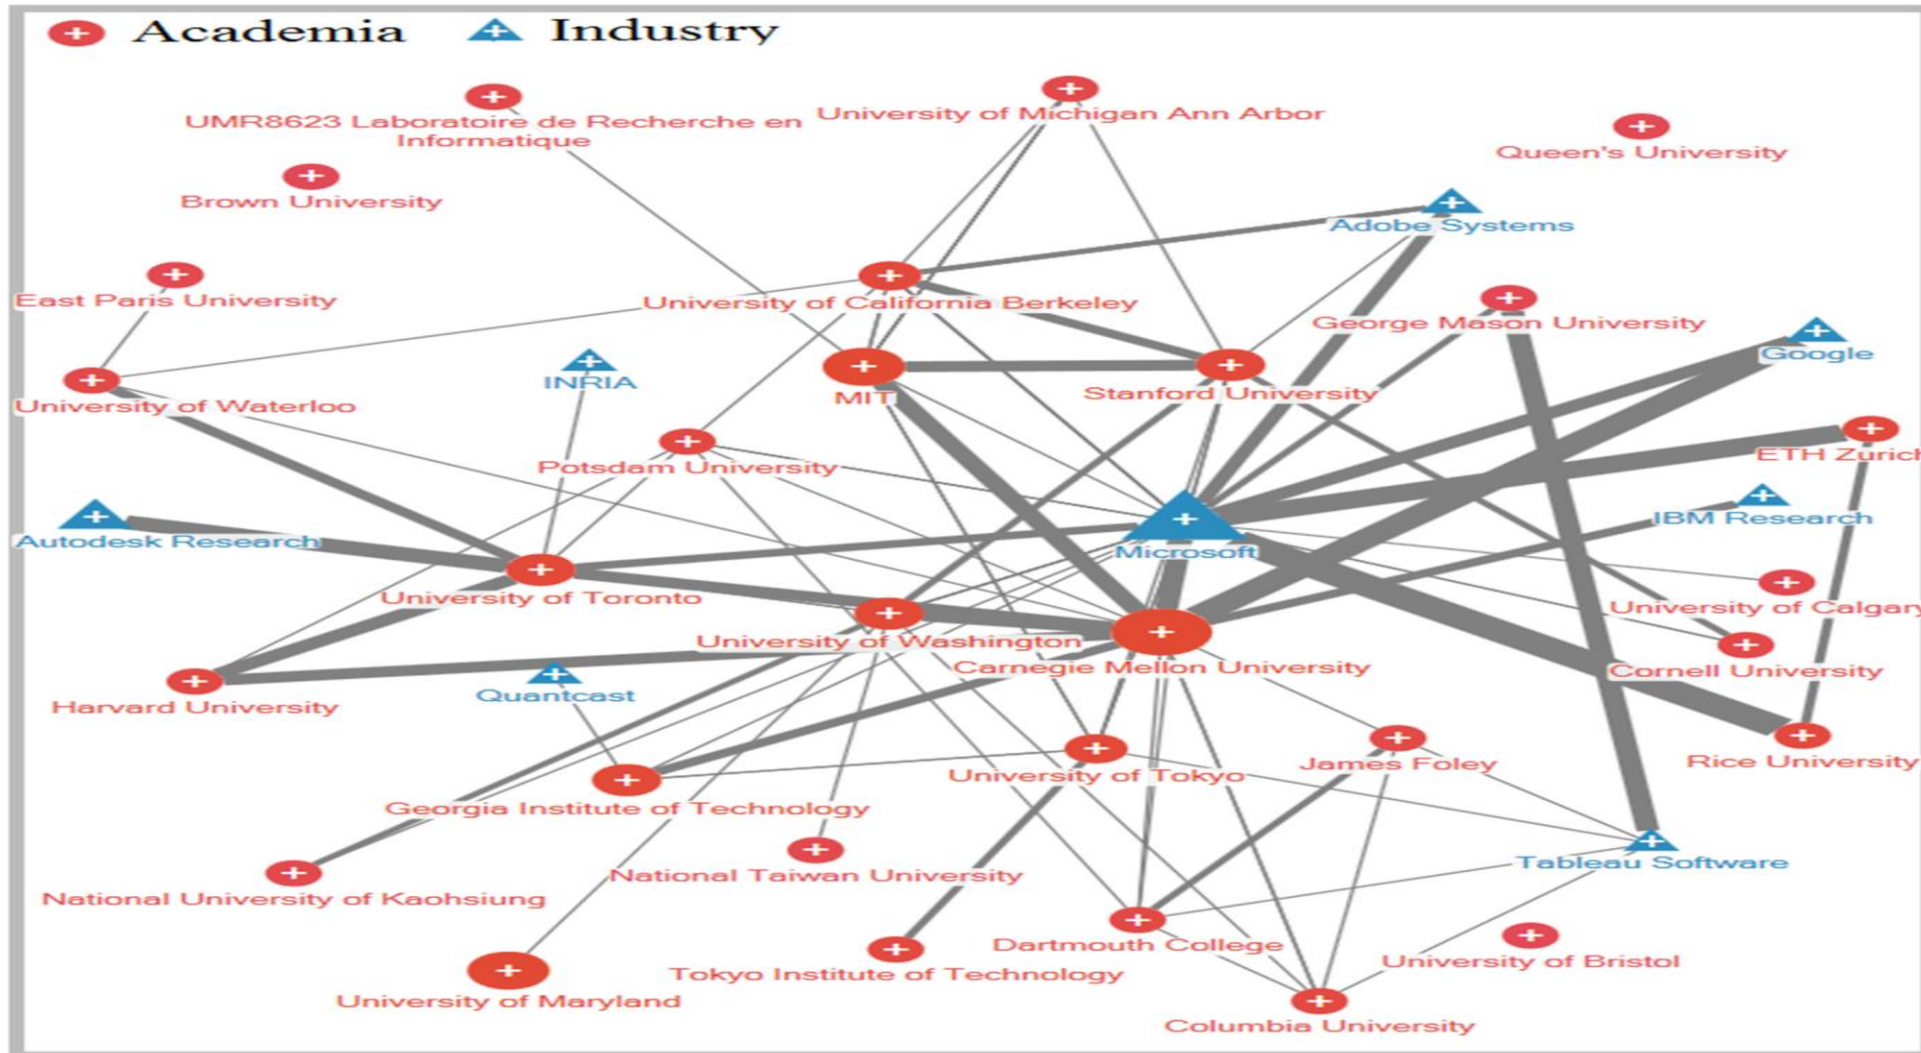 Academia
Industry
UMR8623 Laboratoire de Recherche en
Informatique
University of Michigan Ann Arbor
Queen's University
Brown University
Adobe Systems
East Paris University
University of California Berkeley
George Mason University
Google
INRIA
MIT
Stanford University
University of Waterloo
Potsdam University
ETH Zurich
IBM Research
Autodesk Research
Microsoft
University of Toronto
University of Calgary
University of Washington
Carnegie Mellon University
Cornell University
Quantcast
Harvard University
University of Tokyo
James Foley
Rice University
Georgia Institute of Technology
Tableau Software
National Taiwan University
National University of Kaohsiung
Dartmouth College
University of Bristol
Tokyo Institute of Technology
University of Maryland
Columbia University